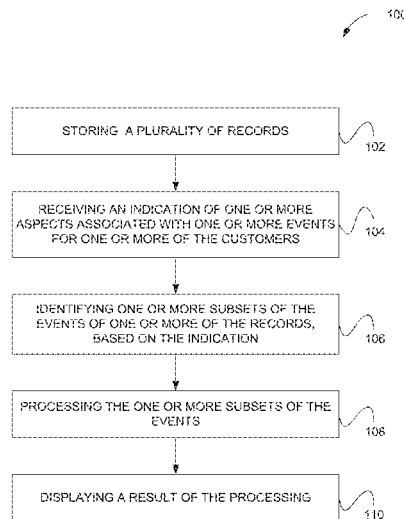 100
STORING A PLURALITY OF RECORDS
102
RECEIVING AN INDICATION OF ONE OR MORE
ASPECTS ASSOCIATED WITH ONE OR MORE EVENTS
FOR ONE OR MORE OF THE CUSTOMERS
104
IDENTIFYING ONE OR MORE SUBSETS OF THE
EVENTS OF ONE OR MORE OF THE RECORDS,
BASED ON THE INDICATION
106
PROCESSING THE ONE OR MORE SUBSETS OF THE
EVENTS
108
DISPLAYING A RESULT OF THE PROCESSING
110